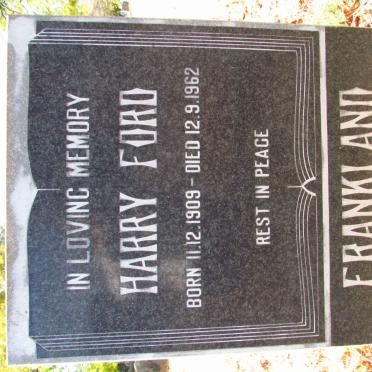 IN LOVING MEMORY
HARRY FORD
BORN 11.12.1909 – DIED 12.9.1962
REST IN PEACE
FRANKLAND